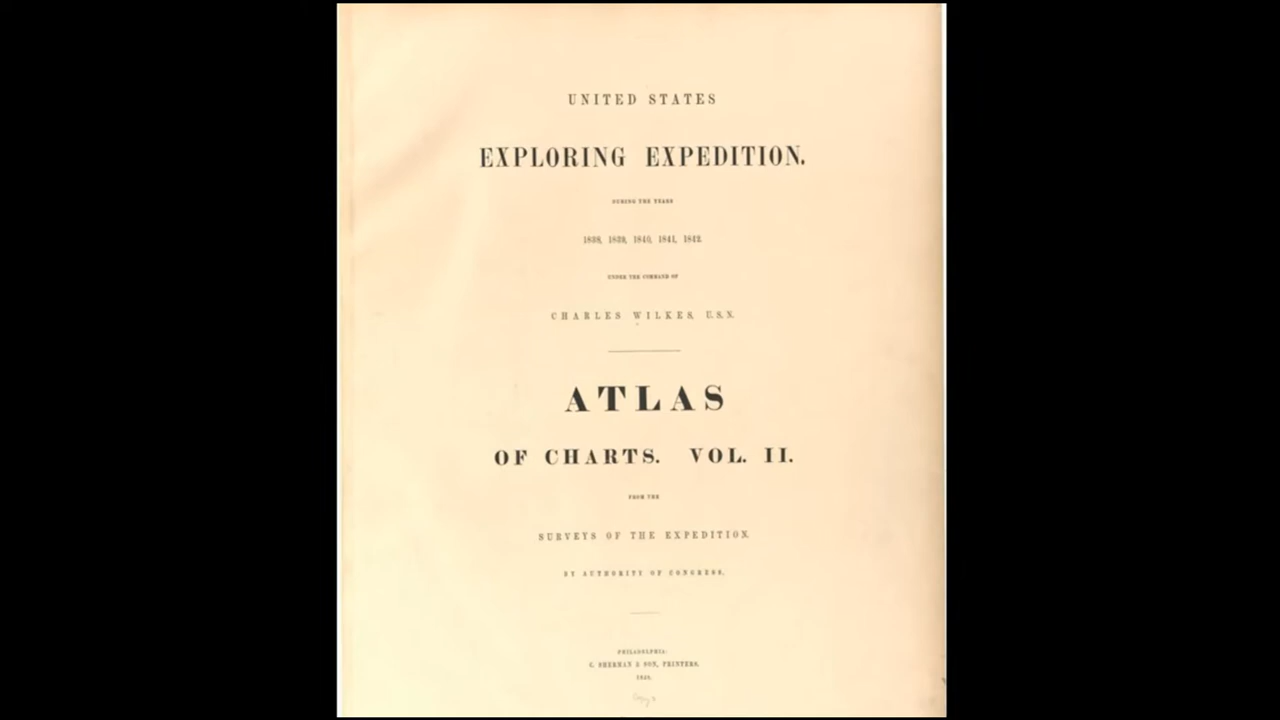 UNITED STATES
EXPLORING EXPEDITION.
DURING THE YEARS
1838, 1839, 1840, 1841, 1842.
UNDER THE COMMAND OF
CHARLES WILKES, U.S.N.
ATLAS
OF CHARTS. VOL. II.
FROM THE
SURVEYS OF THE EXPEDITION.
BY AUTHORITY OF CONGRESS.
PHILADELPHIA:
C. SHERMAN & SON, PRINTERS.